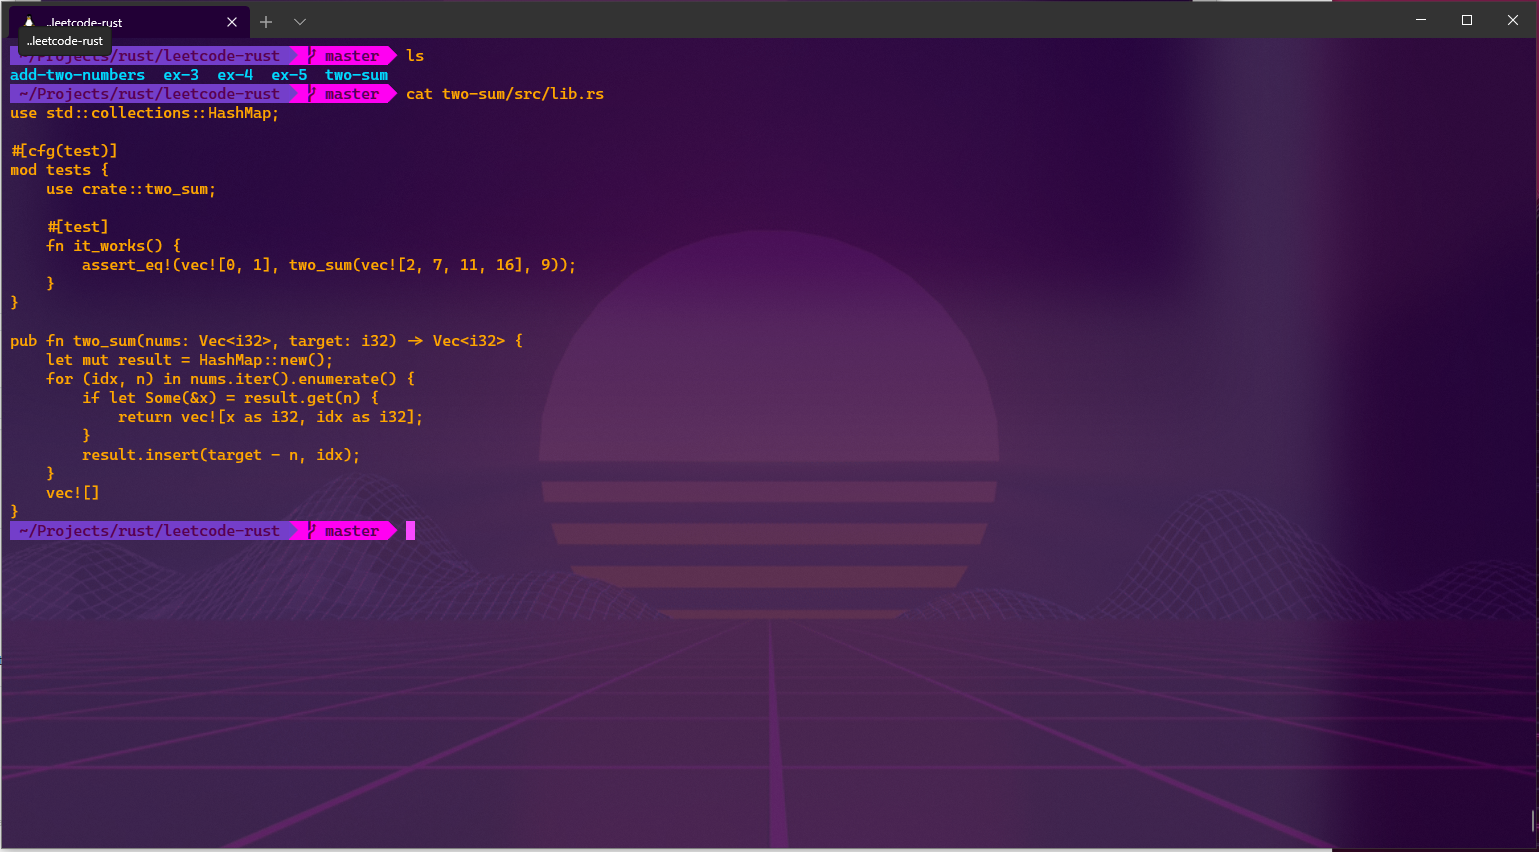 ..leetcode-rust
..leetcode-rust
~/Projects/rust/leetcode-rust master ls
add-two-numbers ex-3 ex-4 ex-5 two-sum
~/Projects/rust/leetcode-rust master cat two-sum/src/lib.rs
use std::collections::HashMap;

#[cfg(test)]
mod tests {
    use crate::two_sum;

    #[test]
    fn it_works() {
        assert_eq!(vec![0, 1], two_sum(vec![2, 7, 11, 16], 9));
    }
}

pub fn two_sum(nums: Vec<i32>, target: i32) -> Vec<i32> {
    let mut result = HashMap::new();
    for (idx, n) in nums.iter().enumerate() {
        if let Some(&x) = result.get(n) {
            return vec![x as i32, idx as i32];
        }
        result.insert(target - n, idx);
    }
    vec![]
}
~/Projects/rust/leetcode-rust master